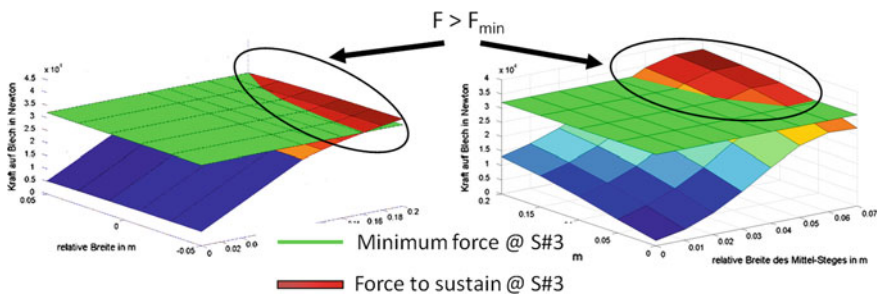 F > Fmin
x 10⁴
4.5
4
3.5
3
2.5
2
1.5
1
0.5
0
0.05
Kraft auf Blech in Newton
0
-0.05
relative Breite in m
0 0.02 0.04
0.16 0.18 0.2
x 10⁴
4
3.5
3
2.5
2
1.5
1
0.5
0
0.2
Kraft auf Blech in Newton
0.15
m
0.05
0
0 0.01 0.02 0.03 0.04 0.05 0.06 0.07
relative Breite des Mittel-Steges in m
Minimum force @ S#3
Force to sustain @ S#3